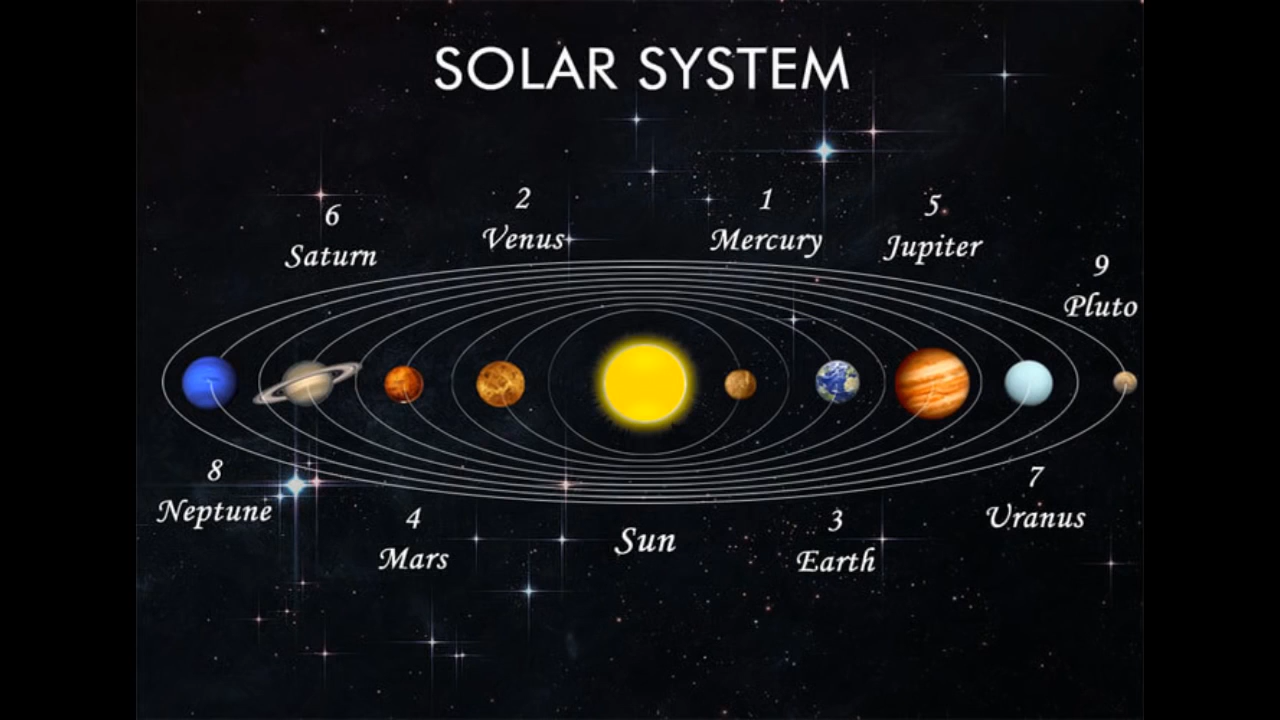 SOLAR SYSTEM
6
Saturn
2
Venus
1
Mercury
5
Jupiter
9
Pluto
8
Neptune
4
Mars
Sun
3
Earth
7
Uranus